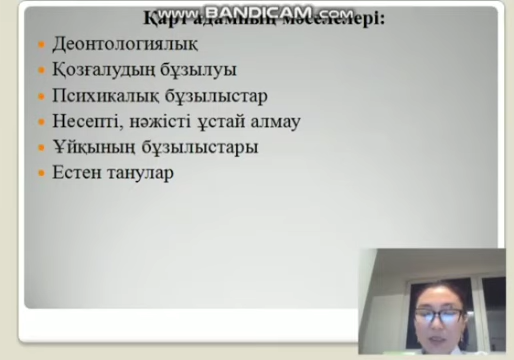 www.BANDICAM.com
Қарт адамның мәселелері:
Деонтологиялық
Қозғалудың бұзылуы
Психикалық бұзылыстар
Несепті, нәжісті ұстай алмау
Ұйқының бұзылыстары
Естен танулар